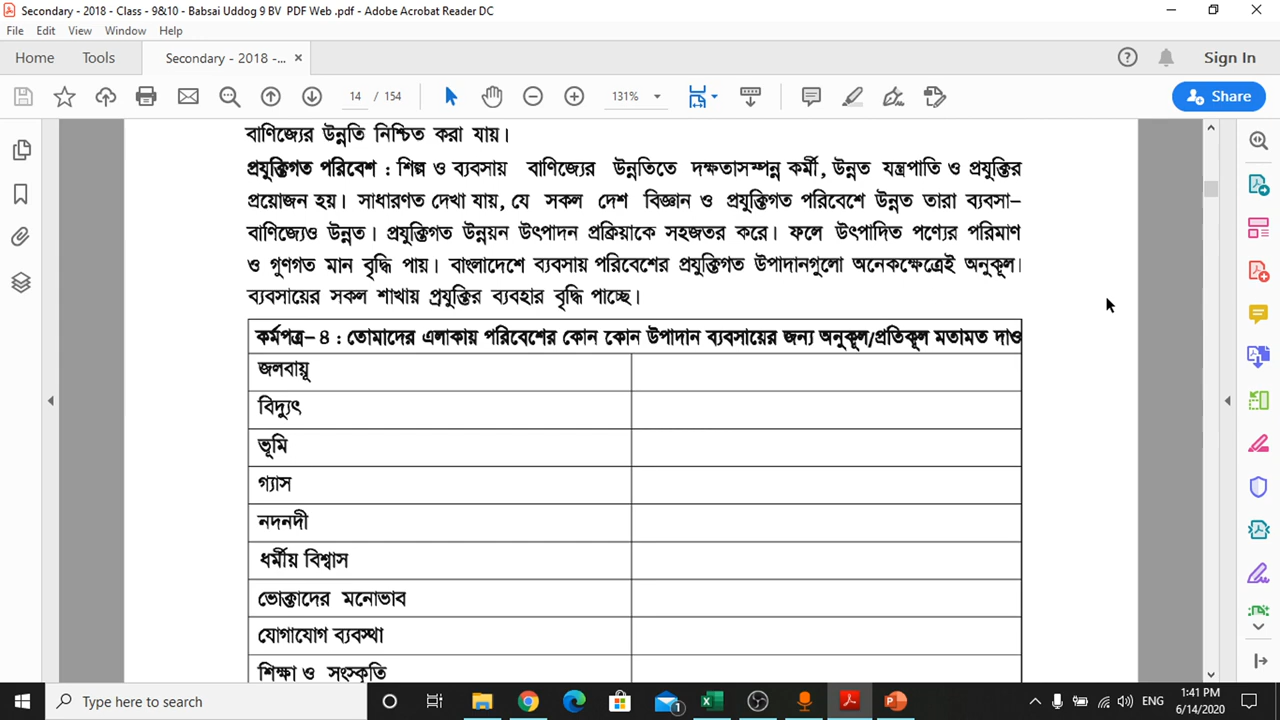 Secondary - 2018 - Class - 9&10 - Babsai Uddog 9 BV PDF Web .pdf - Adobe Acrobat Reader DC
File Edit View Window Help
Home Tools Secondary - 2018 -... × Sign In
14 / 154 131% Share
বাণিজ্যের উন্নতি নিশ্চিত করা যায়।
প্রযুক্তিগত পরিবেশ : শিল্প ও ব্যবসায় বাণিজ্যের উন্নতিতে দক্ষতাসম্পন্ন কর্মী, উন্নত যন্ত্রপাতি ও প্রযুক্তির
প্রয়োজন হয়। সাধারণত দেখা যায়, যে সকল দেশ বিজ্ঞান ও প্রযুক্তিগত পরিবেশে উন্নত তারা ব্যবসা–
বাণিজ্যেও উন্নত। প্রযুক্তিগত উন্নয়ন উৎপাদন প্রক্রিয়াকে সহজতর করে। ফলে উৎপাদিত পণ্যের পরিমাণ
ও গুণগত মান বৃদ্ধি পায়। বাংলাদেশে ব্যবসায় পরিবেশের প্রযুক্তিগত উপাদানগুলো অনেকক্ষেত্রেই অনুকূল।
ব্যবসায়ের সকল শাখায় প্রযুক্তির ব্যবহার বৃদ্ধি পাচ্ছে।
কর্মপত্র–৪ : তোমাদের এলাকায় পরিবেশের কোন কোন উপাদান ব্যবসায়ের জন্য অনুকূল/প্রতিকূল মতামত দাও
জলবায়ূ
বিদ্যুৎ
ভূমি
গ্যাস
নদনদী
ধর্মীয় বিশ্বাস
ভোক্তাদের মনোভাব
যোগাযোগ ব্যবস্থা
শিক্ষা ও সংস্কৃতি
Type here to search
1
ENG
1:41 PM
6/14/2020